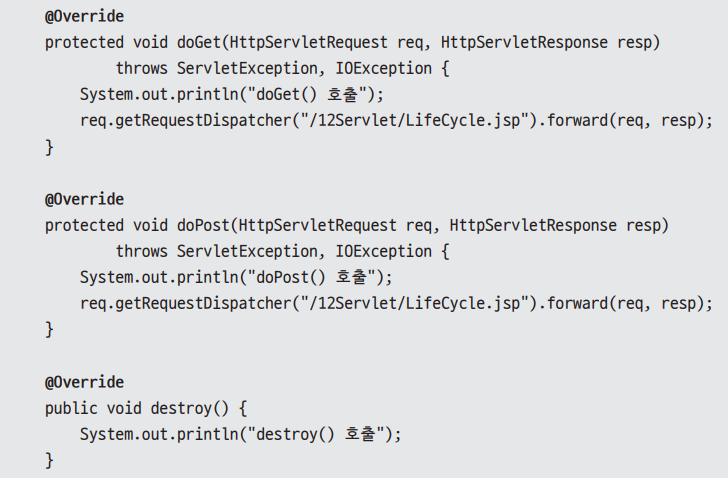 @Override
protected void doGet(HttpServletRequest req, HttpServletResponse resp)
throws ServletException, IOException {
System.out.println("doGet() 호출");
req.getRequestDispatcher("/12Servlet/LifeCycle.jsp").forward(req, resp);
}
@Override
protected void doPost(HttpServletRequest req, HttpServletResponse resp)
throws ServletException, IOException {
System.out.println("doPost() 호출");
req.getRequestDispatcher("/12Servlet/LifeCycle.jsp").forward(req, resp);
}
@Override
public void destroy() {
System.out.println("destroy() 호출");
}